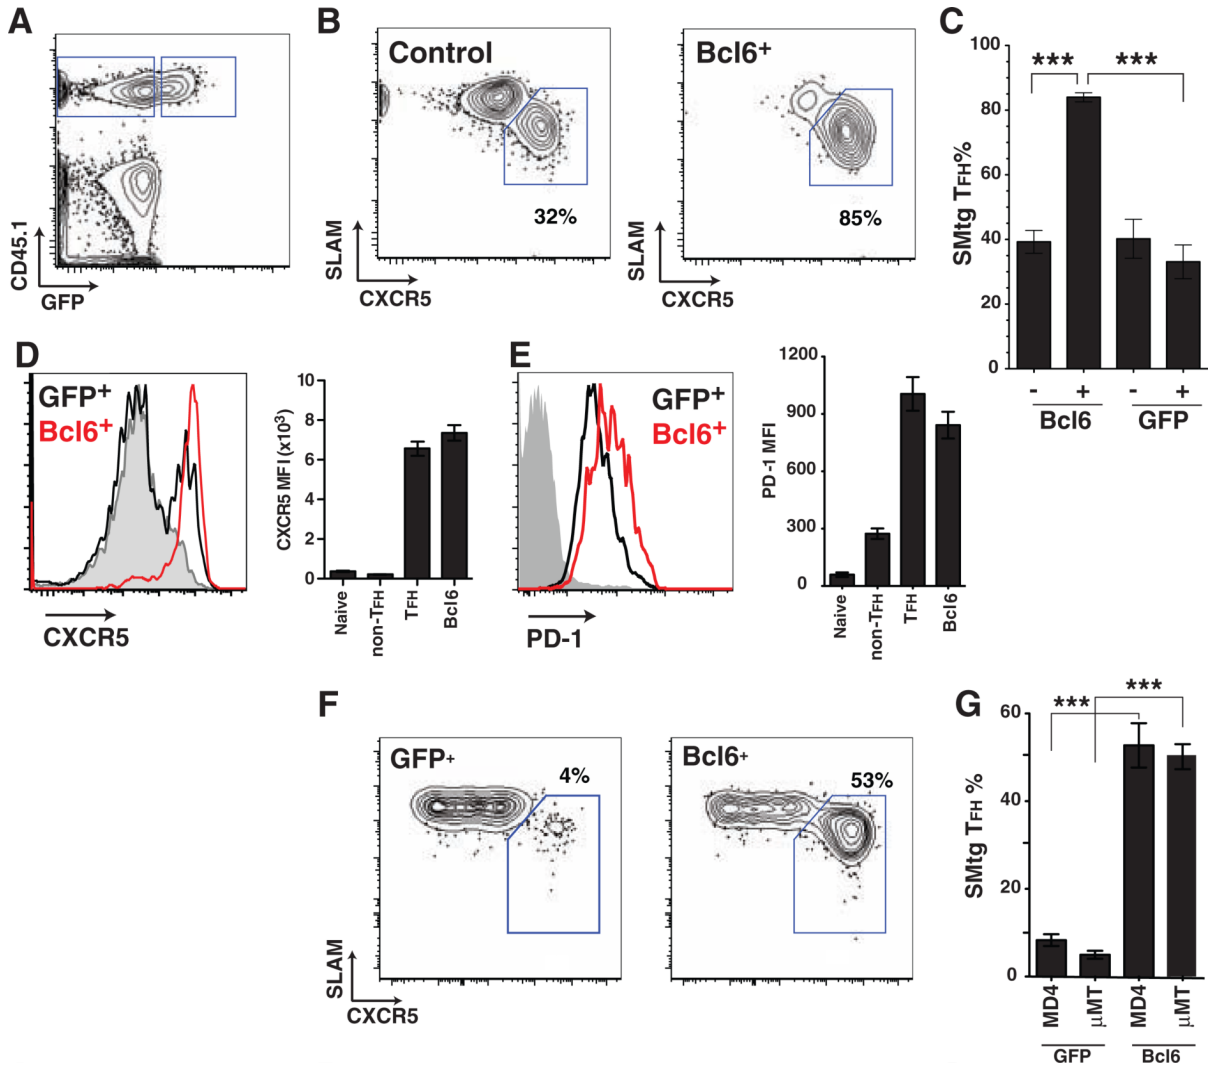 A
CD45.1
GFP
B
Control
32%
SLAM
CXCR5
Bcl6+
85%
SLAM
CXCR5
C
SMtg TFH%
100
80
60
40
20
0
***
***
- + - +
Bcl6 GFP
D
GFP+
Bcl6+
CXCR5
CXCR5 MFI (x10³)
10
8
6
4
2
0
Naive
non-TFH
TFH
Bcl6
E
GFP+
Bcl6+
PD-1
PD-1 MFI
1200
900
600
300
0
Naive
non-TFH
TFH
Bcl6
F
GFP+
4%
SLAM
CXCR5
Bcl6+
53%
G
SMtg TFH %
60
40
20
0
***
***
MD4
µMT
MD4
µMT
GFP Bcl6